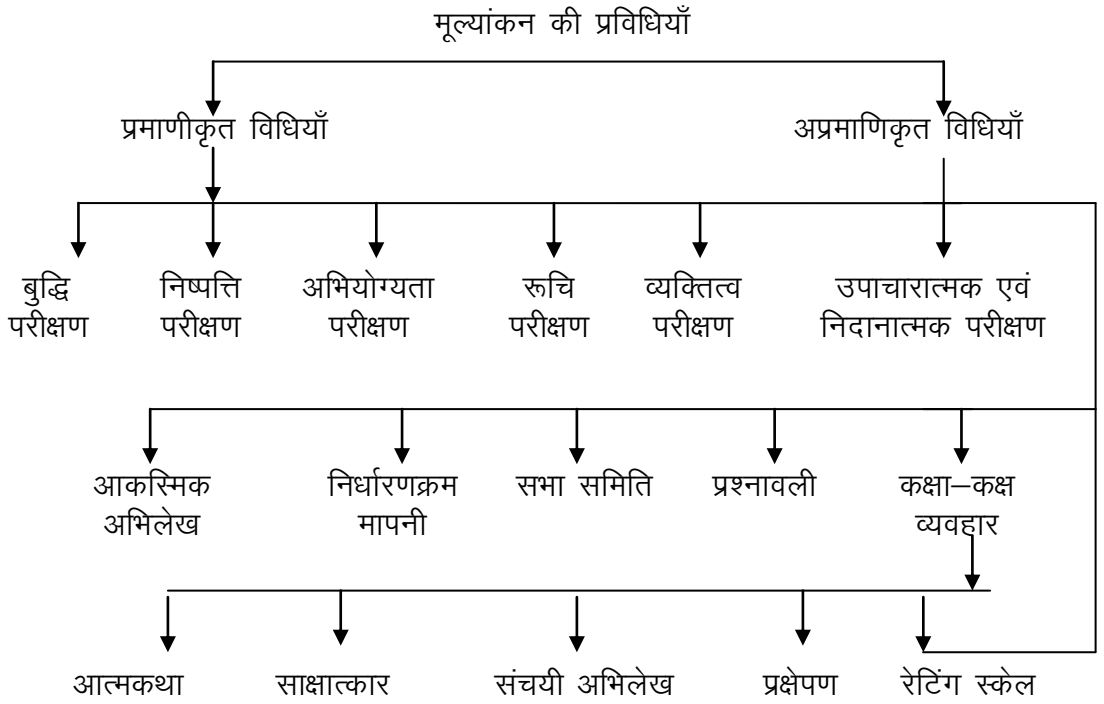 मूल्यांकन की प्रविधियाँ
प्रमाणीकृत विधियाँ
अप्रमाणिकृत विधियाँ
बुद्धि
परीक्षण
निष्पत्ति
परीक्षण
अभियोग्यता
परीक्षण
रूचि
परीक्षण
व्यक्तित्व
परीक्षण
उपाचारात्मक एवं
निदानात्मक परीक्षण
आकस्मिक
अभिलेख
निर्धारणक्रम
मापनी
सभा समिति
प्रश्नावली
कक्षा–कक्ष
व्यवहार
आत्मकथा
साक्षात्कार
संचयी अभिलेख
प्रक्षेपण
रेटिंग स्केल